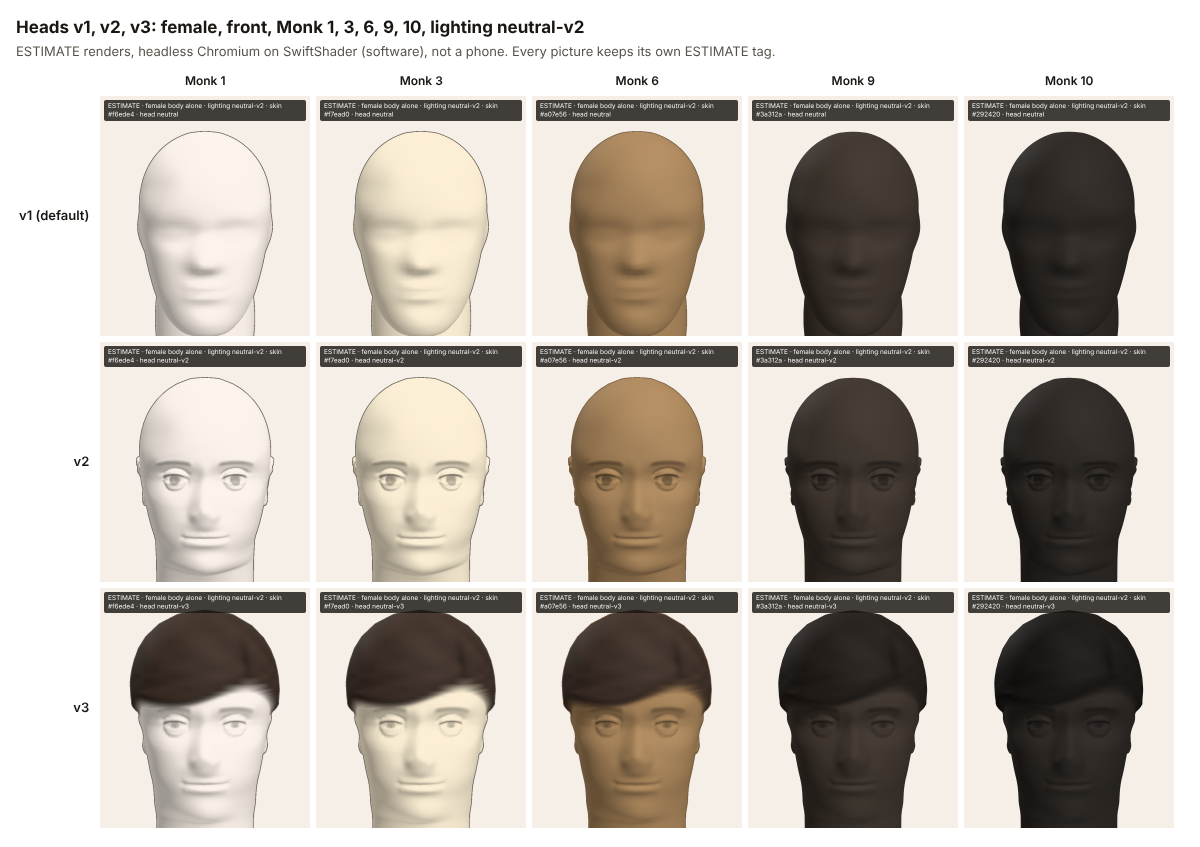 Heads v1, v2, v3: female, front, Monk 1, 3, 6, 9, 10, lighting neutral-v2
ESTIMATE renders, headless Chromium on SwiftShader (software), not a phone. Every picture keeps its own ESTIMATE tag.
Monk 1
Monk 3
Monk 6
Monk 9
Monk 10
v1 (default)
ESTIMATE · female body alone · lighting neutral-v2 · skin
#f6ede4 · head neutral
ESTIMATE · female body alone · lighting neutral-v2 · skin
#f7ead0 · head neutral
ESTIMATE · female body alone · lighting neutral-v2 · skin
#a07e56 · head neutral
ESTIMATE · female body alone · lighting neutral-v2 · skin
#3a312a · head neutral
ESTIMATE · female body alone · lighting neutral-v2 · skin
#292420 · head neutral
v2
ESTIMATE · female body alone · lighting neutral-v2 · skin
#f6ede4 · head neutral-v2
ESTIMATE · female body alone · lighting neutral-v2 · skin
#f7ead0 · head neutral-v2
ESTIMATE · female body alone · lighting neutral-v2 · skin
#a07e56 · head neutral-v2
ESTIMATE · female body alone · lighting neutral-v2 · skin
#3a312a · head neutral-v2
ESTIMATE · female body alone · lighting neutral-v2 · skin
#292420 · head neutral-v2
v3
ESTIMATE · female body alone · lighting neutral-v2 · skin
#f6ede4 · head neutral-v3
ESTIMATE · female body alone · lighting neutral-v2 · skin
#f7ead0 · head neutral-v3
ESTIMATE · female body alone · lighting neutral-v2 · skin
#a07e56 · head neutral-v3
ESTIMATE · female body alone · lighting neutral-v2 · skin
#3a312a · head neutral-v3
ESTIMATE · female body alone · lighting neutral-v2 · skin
#292420 · head neutral-v3